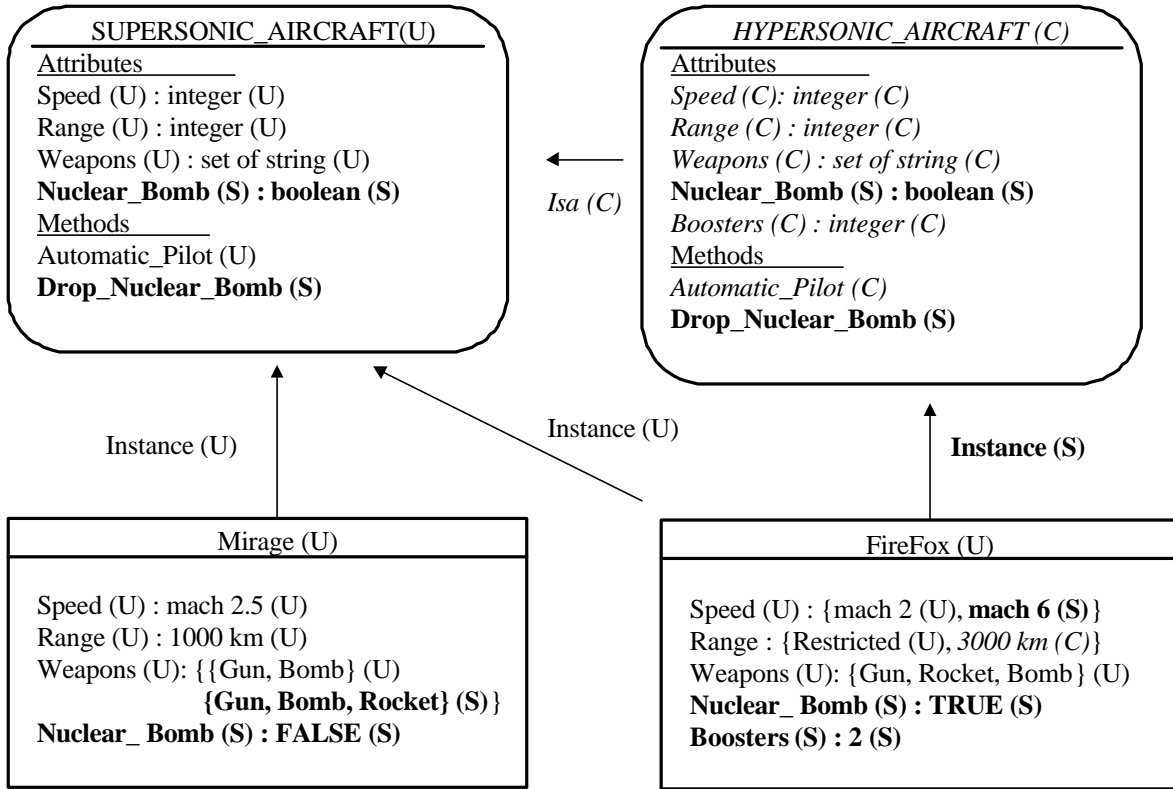 SUPERSONIC_AIRCRAFT(U)
Attributes
Speed (U) : integer (U)
Range (U) : integer (U)
Weapons (U) : set of string (U)
Nuclear_Bomb (S) : boolean (S)
Methods
Automatic_Pilot (U)
Drop_Nuclear_Bomb (S)
Isa (C)
HYPERSONIC_AIRCRAFT (C)
Attributes
Speed (C): integer (C)
Range (C) : integer (C)
Weapons (C) : set of string (C)
Nuclear_Bomb (S) : boolean (S)
Boosters (C) : integer (C)
Methods
Automatic_Pilot (C)
Drop_Nuclear_Bomb (S)
Instance (U)
Instance (U)
Instance (S)
Mirage (U)
Speed (U) : mach 2.5 (U)
Range (U) : 1000 km (U)
Weapons (U): {{Gun, Bomb} (U)
{Gun, Bomb, Rocket} (S)}
Nuclear_ Bomb (S) : FALSE (S)
FireFox (U)
Speed (U) : {mach 2 (U), mach 6 (S)}
Range : {Restricted (U), 3000 km (C)}
Weapons (U): {Gun, Rocket, Bomb} (U)
Nuclear_ Bomb (S) : TRUE (S)
Boosters (S) : 2 (S)